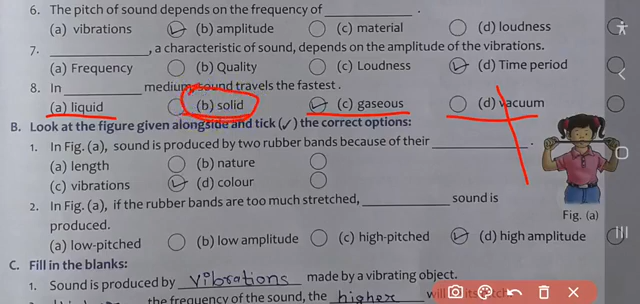 6. The pitch of sound depends on the frequency of ____________ .
(a) vibrations (b) amplitude (c) material (d) loudness
7. ____________, a characteristic of sound, depends on the amplitude of the vibrations.
(a) Frequency (b) Quality (c) Loudness (d) Time period
8. In ____________ medium, sound travels the fastest.
(a) liquid (b) solid (c) gaseous (d) vacuum
B. Look at the figure given alongside and tick (✓) the correct options:
1. In Fig. (a), sound is produced by two rubber bands because of their ____________ .
(a) length (b) nature
(c) vibrations (d) colour
2. In Fig. (a), if the rubber bands are too much stretched, ____________ sound is
Fig. (a)
produced.
(a) low-pitched (b) low amplitude (c) high-pitched (d) high amplitude
C. Fill in the blanks:
1. Sound is produced by vibrations made by a vibrating object.
the frequency of the sound, the higher will